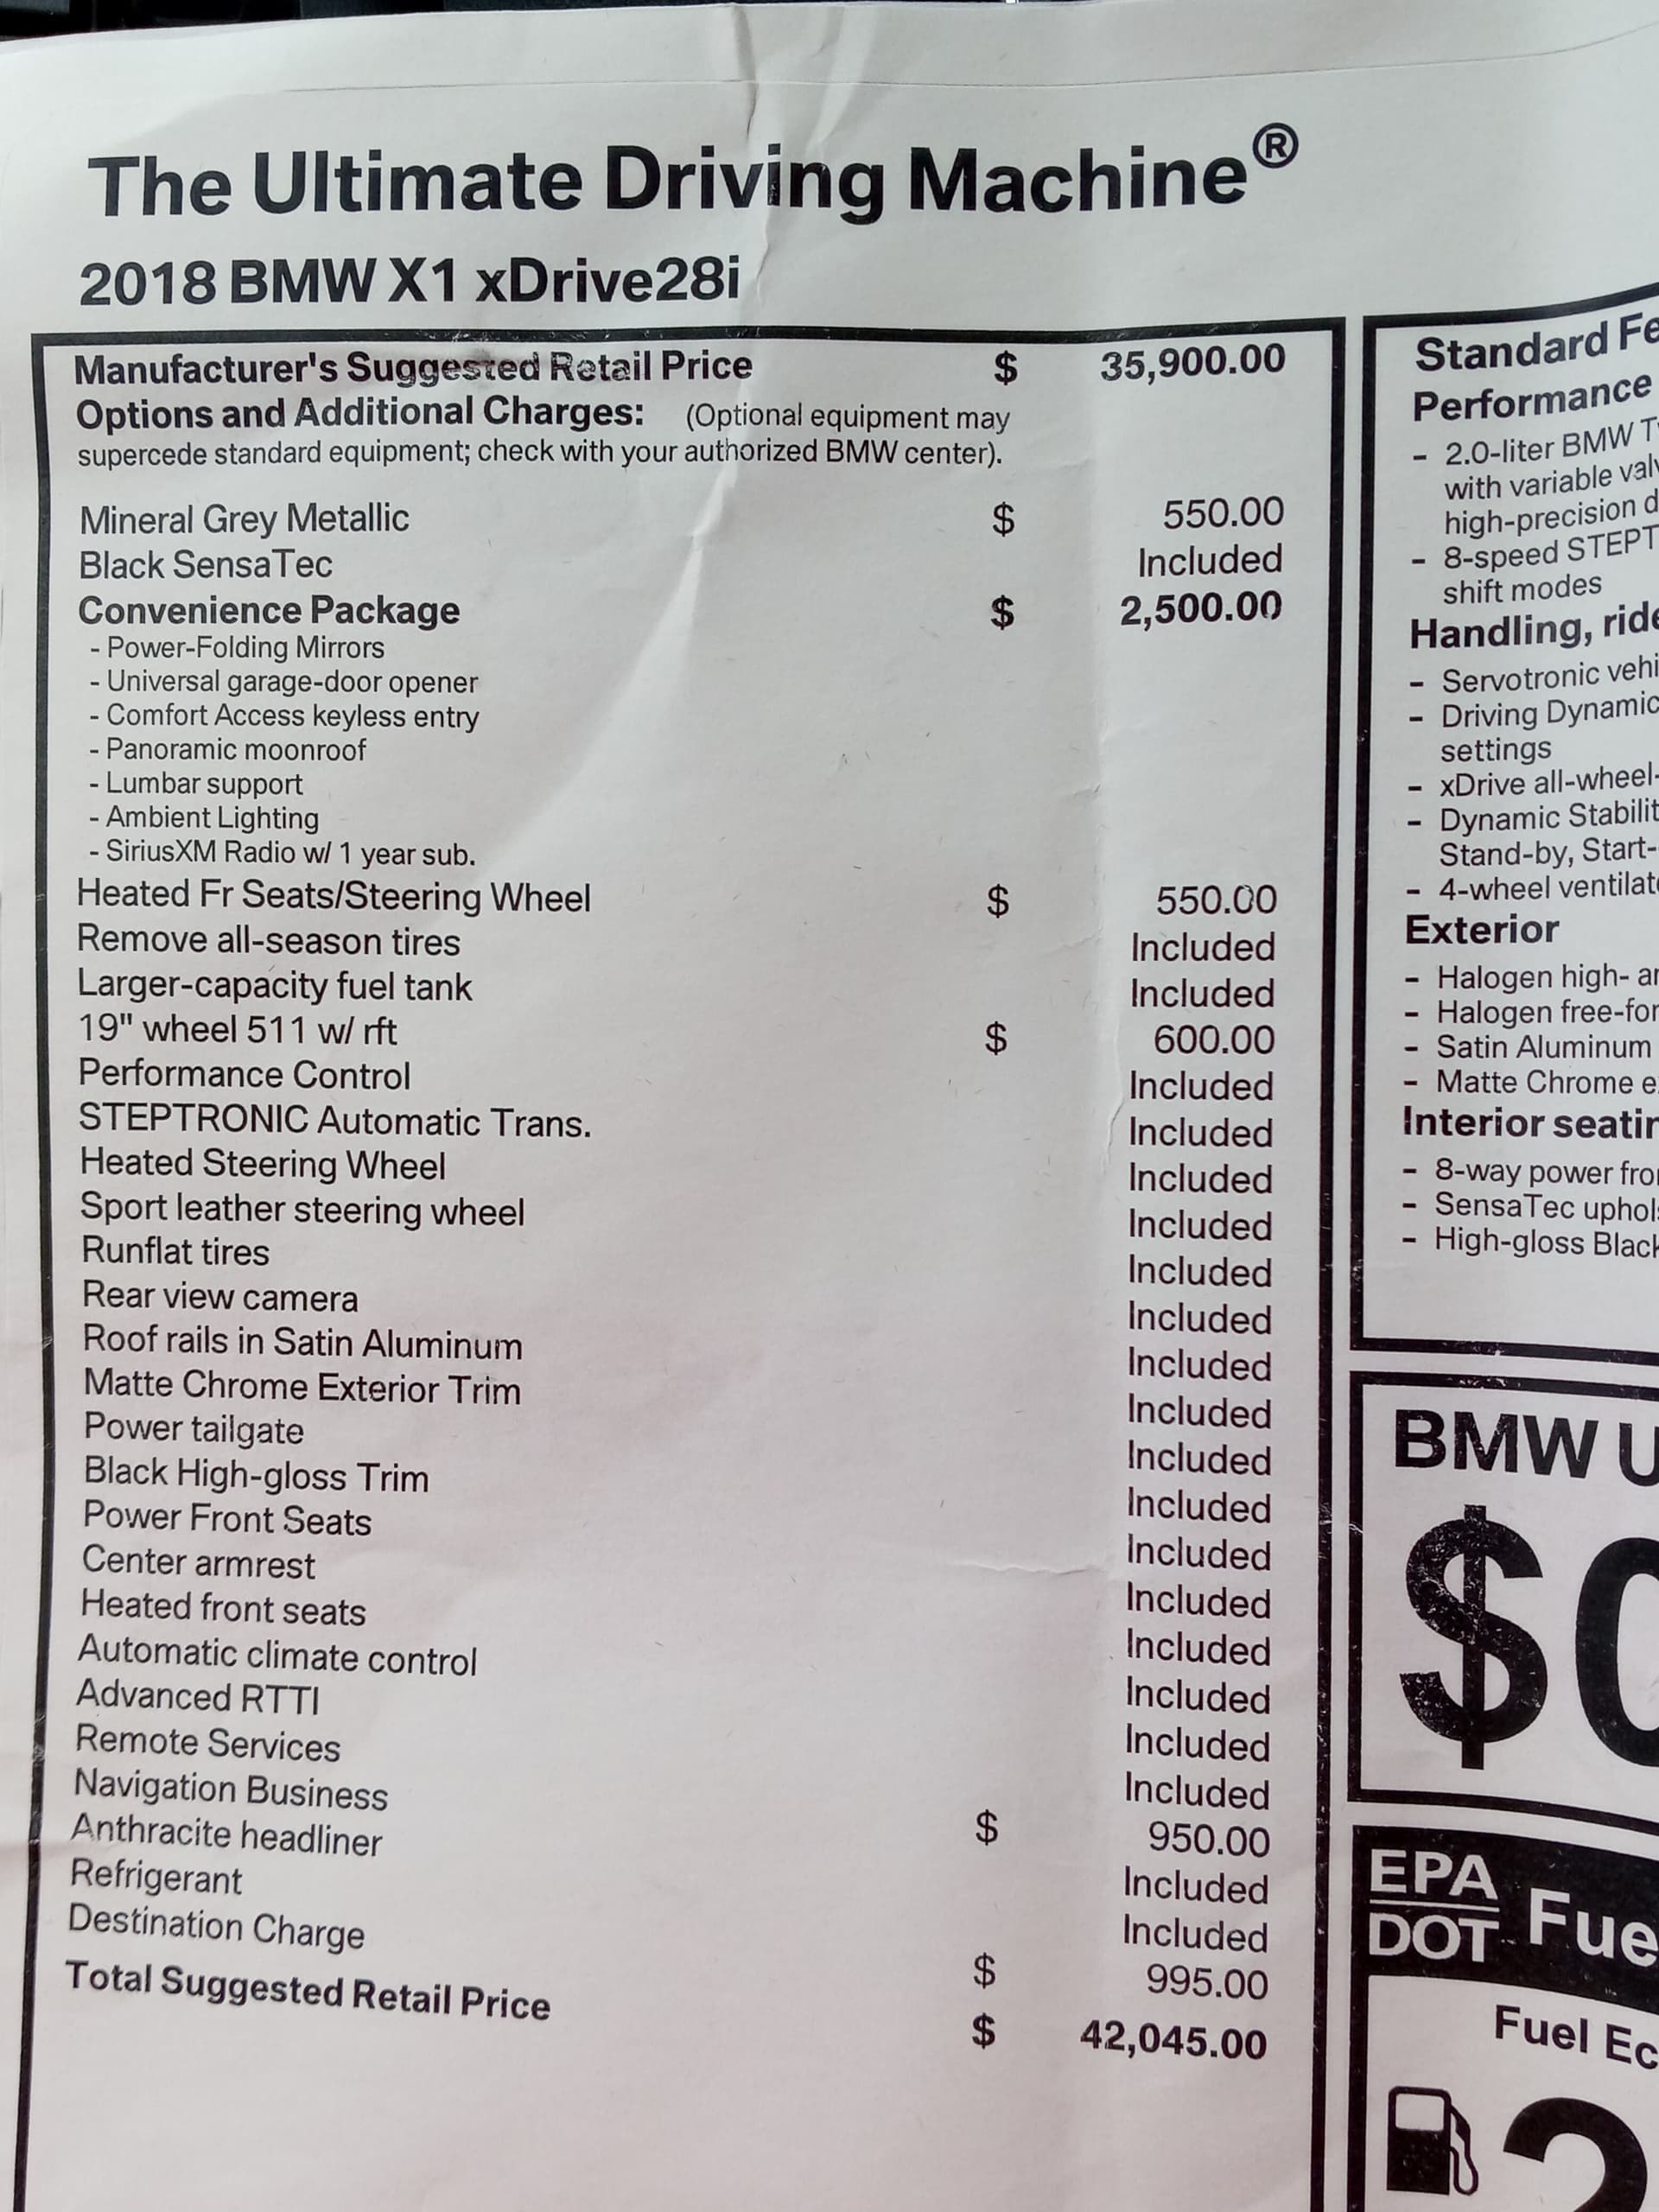 The Ultimate Driving Machine®
2018 BMW X1 xDrive28i
Manufacturer's Suggested Retail Price $ 35,900.00
Options and Additional Charges: (Optional equipment may
supercede standard equipment; check with your authorized BMW center).
Mineral Grey Metallic $ 550.00
Black SensaTec Included
Convenience Package $ 2,500.00
- Power-Folding Mirrors
- Universal garage-door opener
- Comfort Access keyless entry
- Panoramic moonroof
- Lumbar support
- Ambient Lighting
- SiriusXM Radio w/ 1 year sub.
Heated Fr Seats/Steering Wheel $ 550.00
Remove all-season tires Included
Larger-capacity fuel tank Included
19" wheel 511 w/ rft $ 600.00
Performance Control Included
STEPTRONIC Automatic Trans. Included
Heated Steering Wheel Included
Sport leather steering wheel Included
Runflat tires Included
Rear view camera Included
Roof rails in Satin Aluminum Included
Matte Chrome Exterior Trim Included
Power tailgate Included
Black High-gloss Trim Included
Power Front Seats Included
Center armrest Included
Heated front seats Included
Automatic climate control Included
Advanced RTTI Included
Remote Services Included
Navigation Business $ 950.00
Anthracite headliner Included
Refrigerant Included
Destination Charge $ 995.00
Total Suggested Retail Price $ 42,045.00
Standard
Performance
- 2.0-liter BMW
with variable
high-precision
- 8-speed
shift modes
Handling,
- Servotronic
- Driving
settings
- xDrive
- Dynamic
Stand-by,
- 4-wheel
Exterior
- Halogen high-
- Halogen
- Satin Aluminum
- Matte Chrome
Interior
- 8-way power
- SensaTec
- High-gloss
BMW
$
EPA
DOT
Fuel